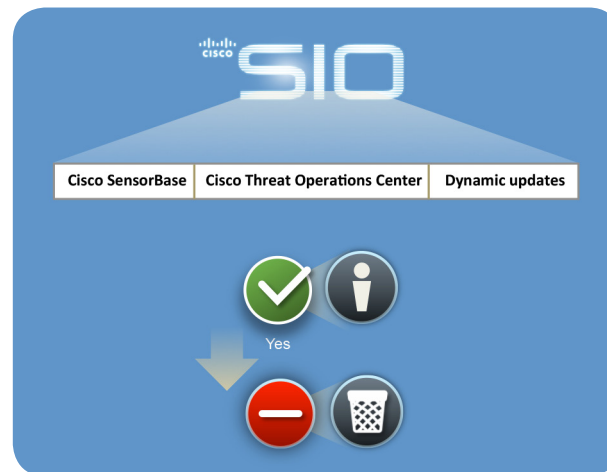 CISCO
SIO
Cisco SensorBase Cisco Threat Operations Center Dynamic updates
Yes